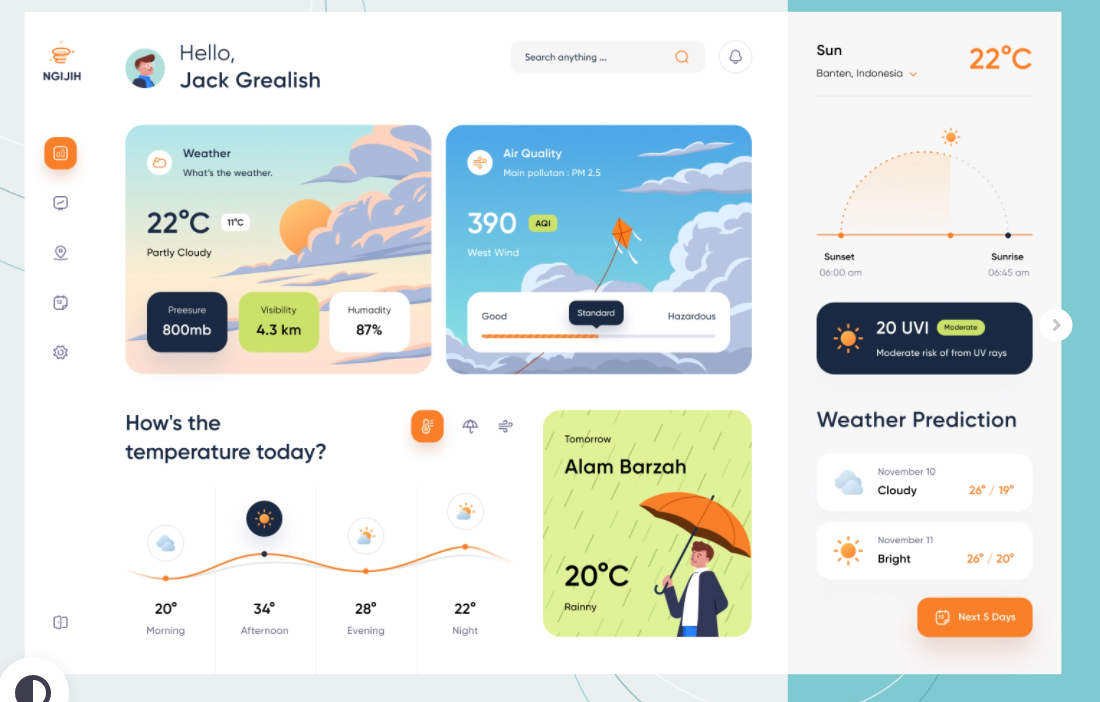 NGIJIH
Hello,
Jack Grealish
Search anything ...
Weather
What's the weather.
22°C
11°C
Partly Cloudy
Preesure
800mb
Visibility
4.3 km
Humadity
87%
Air Quality
Main pollutan : PM 2.5
390
AQI
West Wind
Good
Standard
Hazardous
How's the
temperature today?
20°
Morning
34°
Afternoon
28°
Evening
22°
Night
Tomorrow
Alam Barzah
20°C
Rainny
Sun
Banten, Indonesia
22°C
Sunset
06:00 am
Sunrise
06:45 am
20 UVI
Moderate
Moderate risk of from UV rays
Weather Prediction
November 10
Cloudy
26° / 19°
November 11
Bright
26° / 20°
Next 5 Days